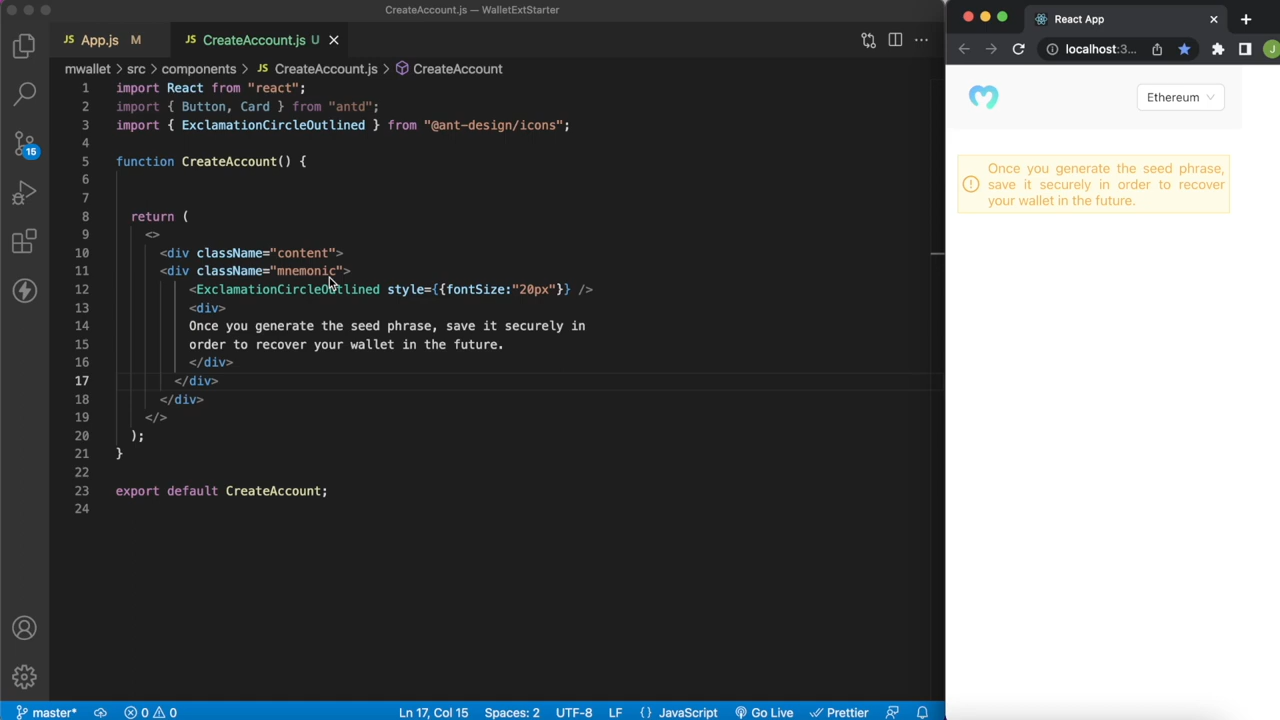 CreateAccount.js — WalletExtStarter
JS App.js M
JS CreateAccount.js U
mwallet > src > components > JS CreateAccount.js > CreateAccount
1 import React from "react";
2 import { Button, Card } from "antd";
3 import { ExclamationCircleOutlined } from "@ant-design/icons";
4
5 function CreateAccount() {
6
7
8 return (
9 <>
10 <div className="content">
11 <div className="mnemonic">
12 <ExclamationCircleOutlined style={{fontSize:"20px"}} />
13 <div>
14 Once you generate the seed phrase, save it securely in
15 order to recover your wallet in the future.
16 </div>
17 </div>
18 </div>
19 </>
20 );
21 }
22
23 export default CreateAccount;
24
15
master*
0 0
Ln 17, Col 15
Spaces: 2
UTF-8
LF
{ } JavaScript
Go Live
Prettier
React App
localhost:3...
J
Ethereum
Once you generate the seed phrase,
save it securely in order to recover
your wallet in the future.